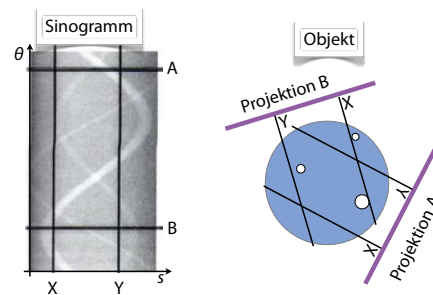 Sinogramm
θ
A
B
X
Y
s
Objekt
Projektion B
Y
X
Y
X
Projektion A